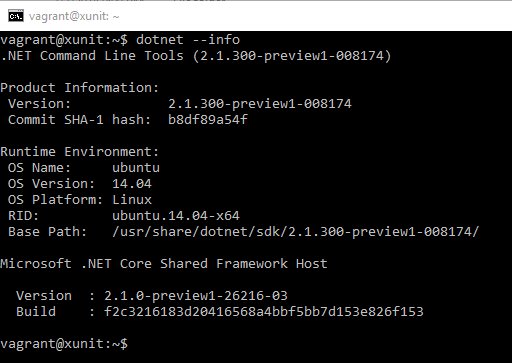 vagrant@xunit: ~
vagrant@xunit:~$ dotnet --info
.NET Command Line Tools (2.1.300-preview1-008174)
Product Information:
Version:            2.1.300-preview1-008174
Commit SHA-1 hash:  b8df89a54f
Runtime Environment:
OS Name:     ubuntu
OS Version:  14.04
OS Platform: Linux
RID:         ubuntu.14.04-x64
Base Path:   /usr/share/dotnet/sdk/2.1.300-preview1-008174/
Microsoft .NET Core Shared Framework Host
Version  : 2.1.0-preview1-26216-03
Build    : f2c3216183d20416568a4bbf5bb7d153e826f153
vagrant@xunit:~$